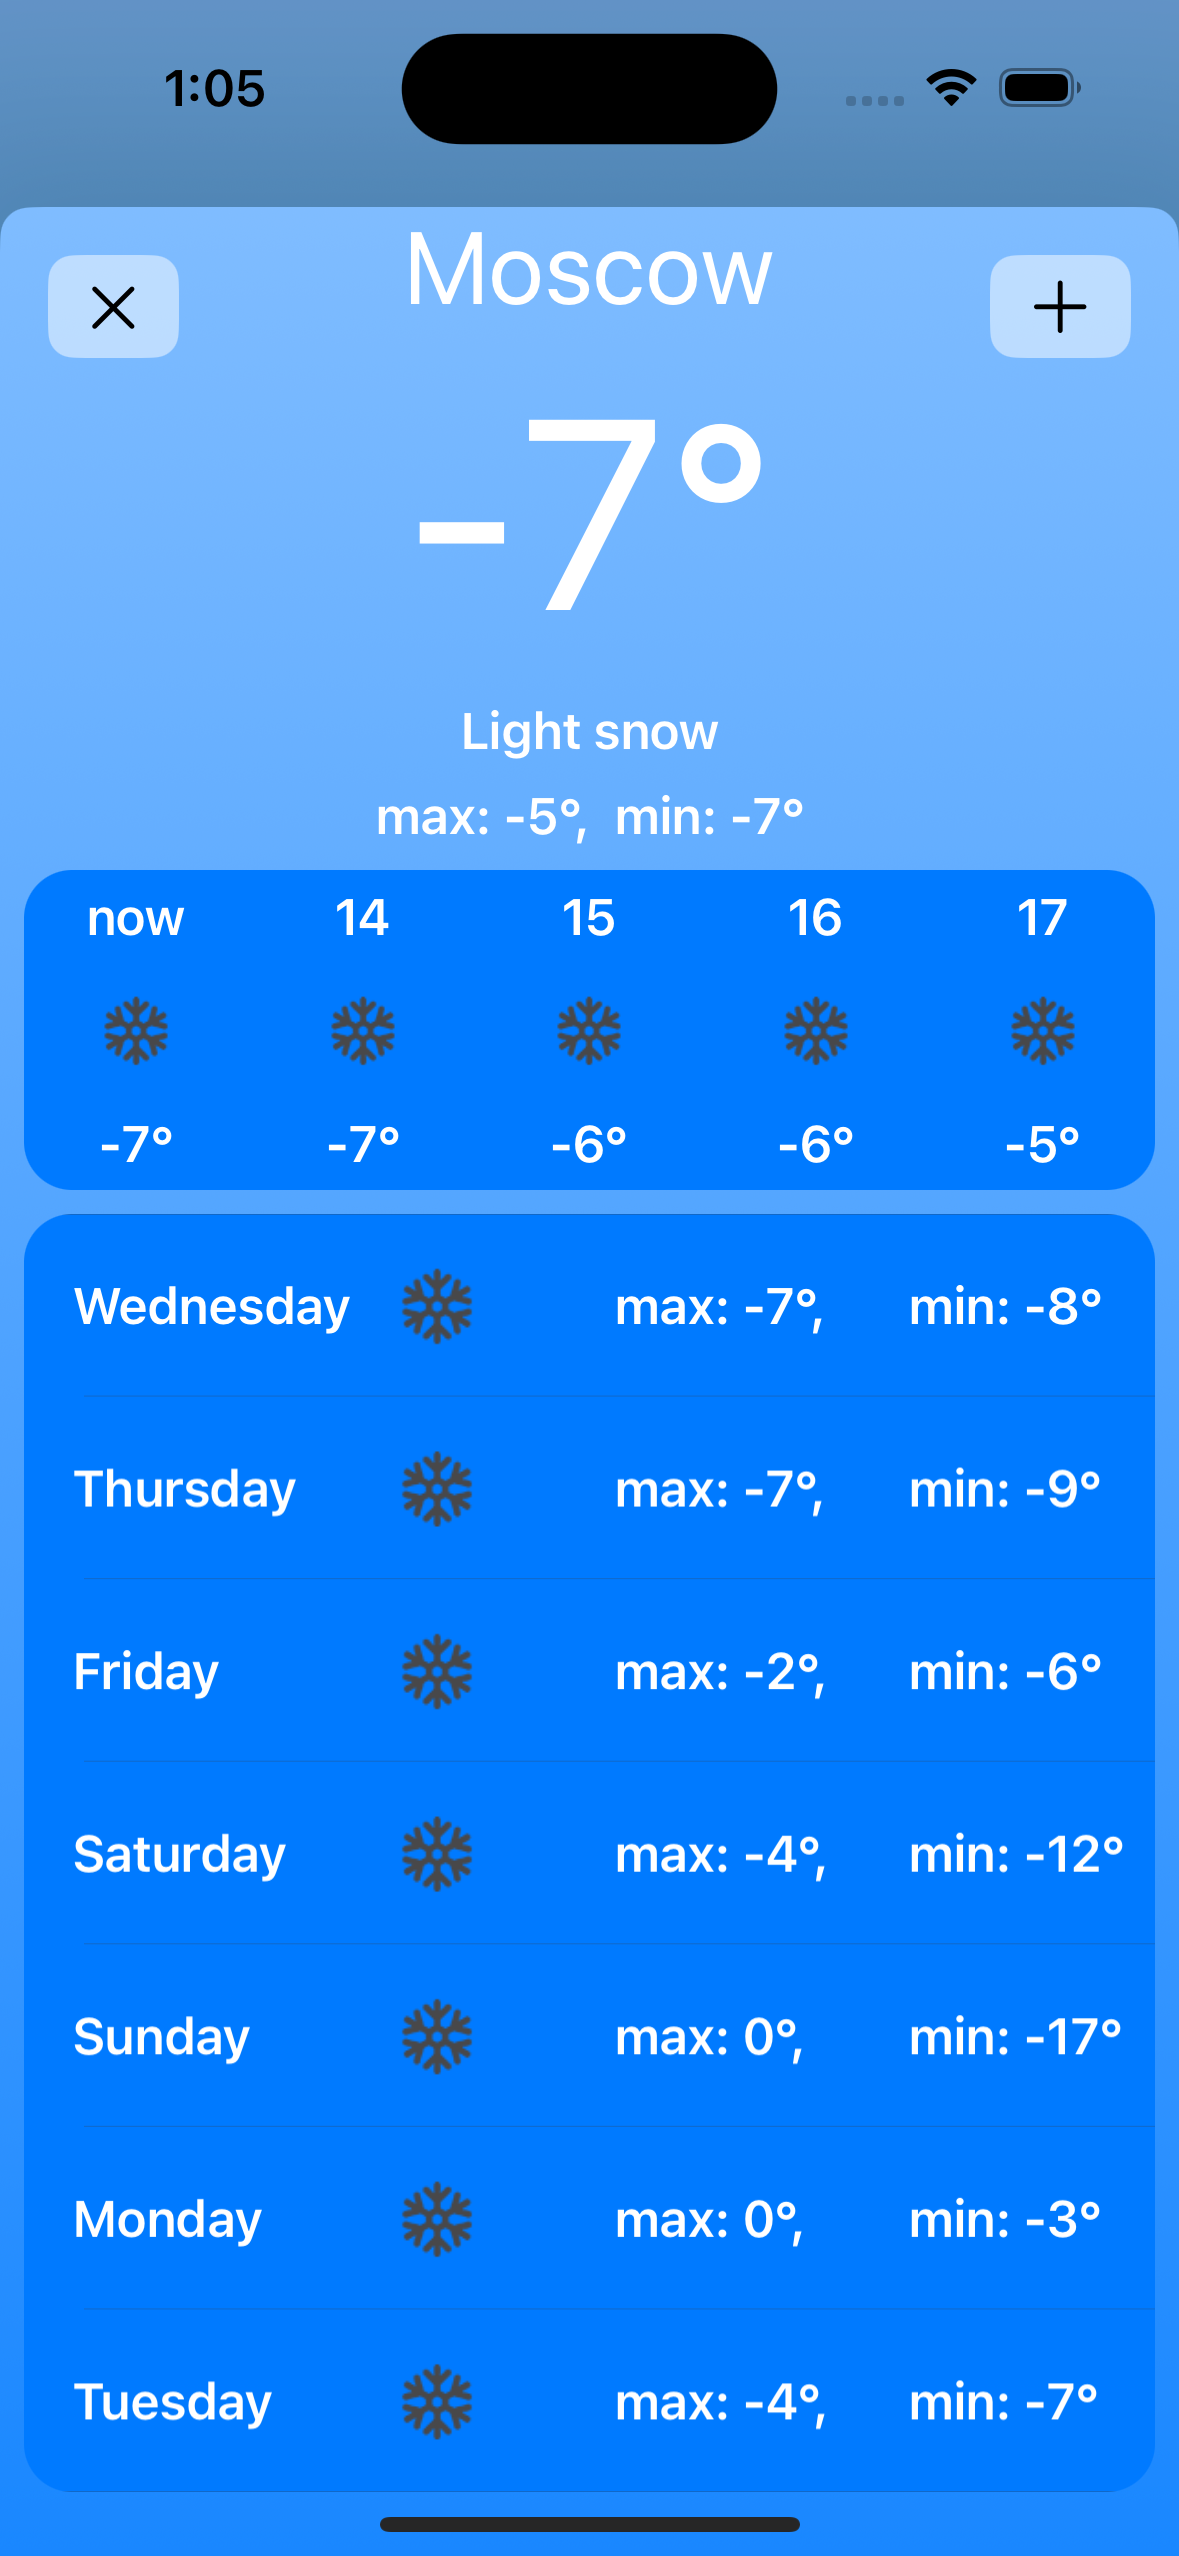 1:05
Moscow
-7°
Light snow
max: -5°, min: -7°
now 14 15 16 17
-7° -7° -6° -6° -5°
Wednesday max: -7°, min: -8°
Thursday max: -7°, min: -9°
Friday max: -2°, min: -6°
Saturday max: -4°, min: -12°
Sunday max: 0°, min: -17°
Monday max: 0°, min: -3°
Tuesday max: -4°, min: -7°